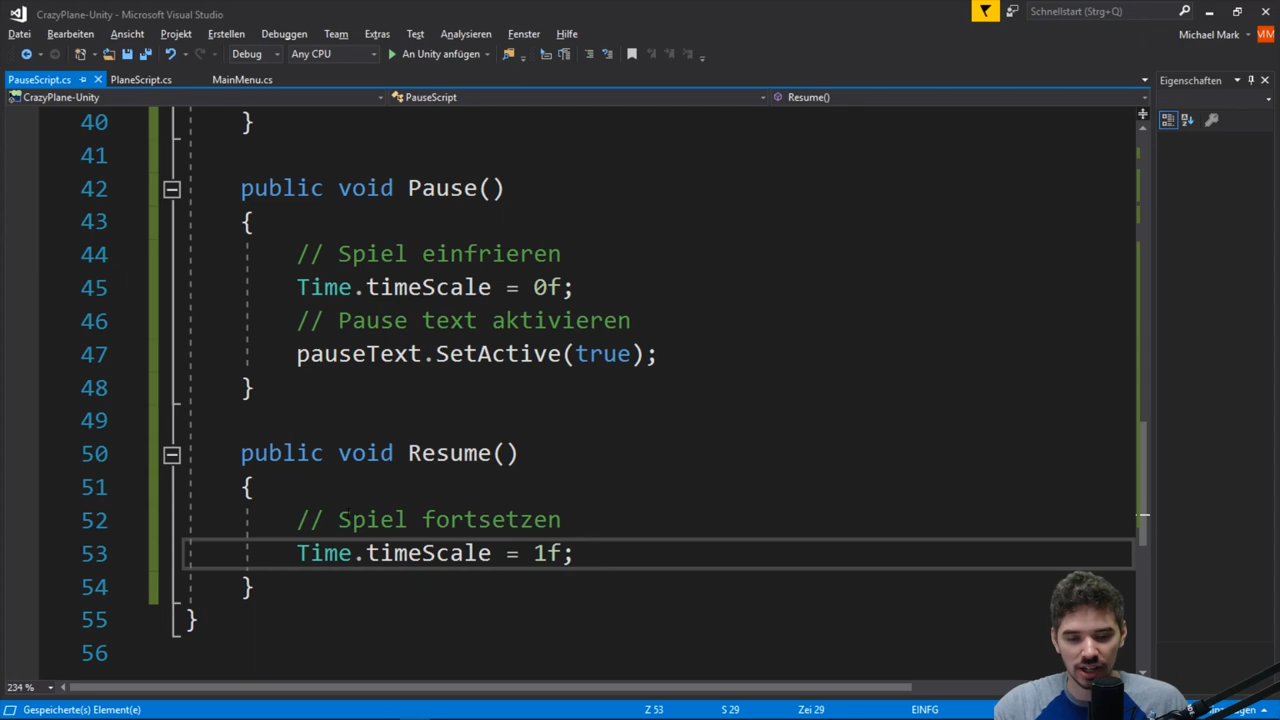 CrazyPlane-Unity - Microsoft Visual Studio
Schnellstart (Strg+Q)
Datei Bearbeiten Ansicht Projekt Erstellen Debuggen Team Extras Test Analysieren Fenster Hilfe
Michael Mark MM
Debug Any CPU An Unity anfügen
PauseScript.cs PlaneScript.cs MainMenu.cs
Eigenschaften
CrazyPlane-Unity PauseScript Resume()
40 }
41
42 public void Pause()
43 {
44 // Spiel einfrieren
45 Time.timeScale = 0f;
46 // Pause text aktivieren
47 pauseText.SetActive(true);
48 }
49
50 public void Resume()
51 {
52 // Spiel fortsetzen
53 Time.timeScale = 1f;
54 }
55 }
56
234 %
Gespeicherte(s) Element(e) Z 53 S 29 Zei 29 EINFG